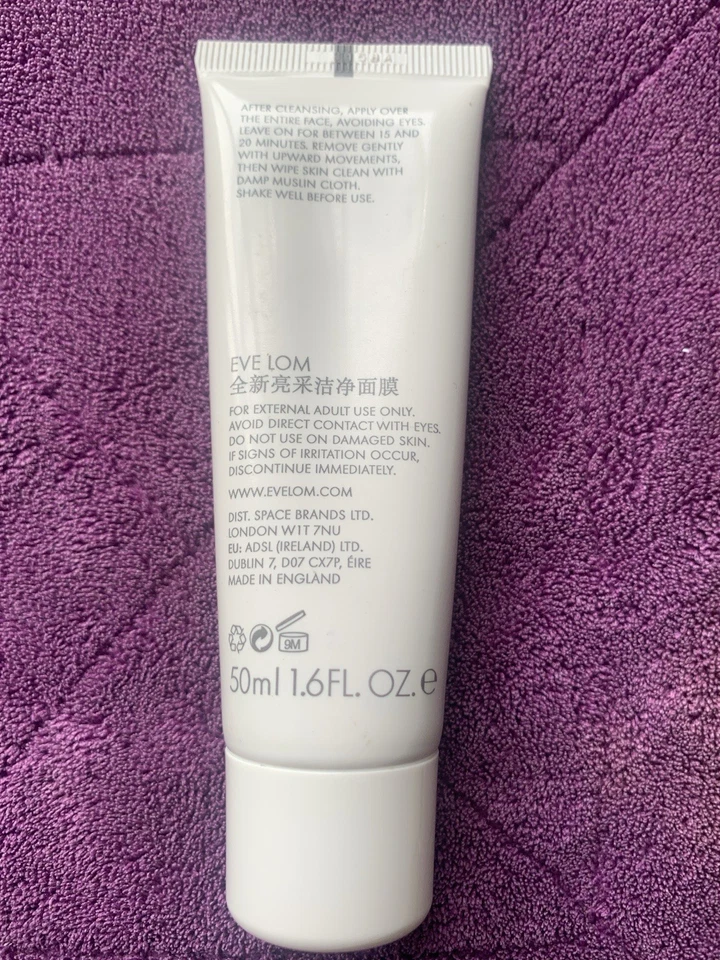 AFTER CLEANSING, APPLY OVER
THE ENTIRE FACE, AVOIDING EYES.
LEAVE ON FOR BETWEEN 15 AND
20 MINUTES. REMOVE GENTLY
WITH UPWARD MOVEMENTS,
THEN WIPE SKIN CLEAN WITH
DAMP MUSLIN CLOTH.
SHAKE WELL BEFORE USE.
EVE LOM
全新亮采洁净面膜
FOR EXTERNAL ADULT USE ONLY.
AVOID DIRECT CONTACT WITH EYES.
DO NOT USE ON DAMAGED SKIN.
IF SIGNS OF IRRITATION OCCUR,
DISCONTINUE IMMEDIATELY.
WWW.EVELOM.COM
DIST. SPACE BRANDS LTD.
LONDON W1T 7NU
EU: ADSL (IRELAND) LTD.
DUBLIN 7, D07 CX7P, ÉIRE
MADE IN ENGLAND
9M
50ml 1.6FL. OZ. e